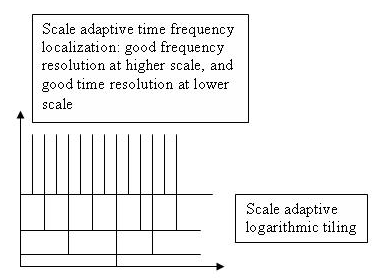 Scale adaptive time frequency
localization: good frequency
resolution at higher scale, and
good time resolution at lower
scale
Scale adaptive
logarithmic tiling